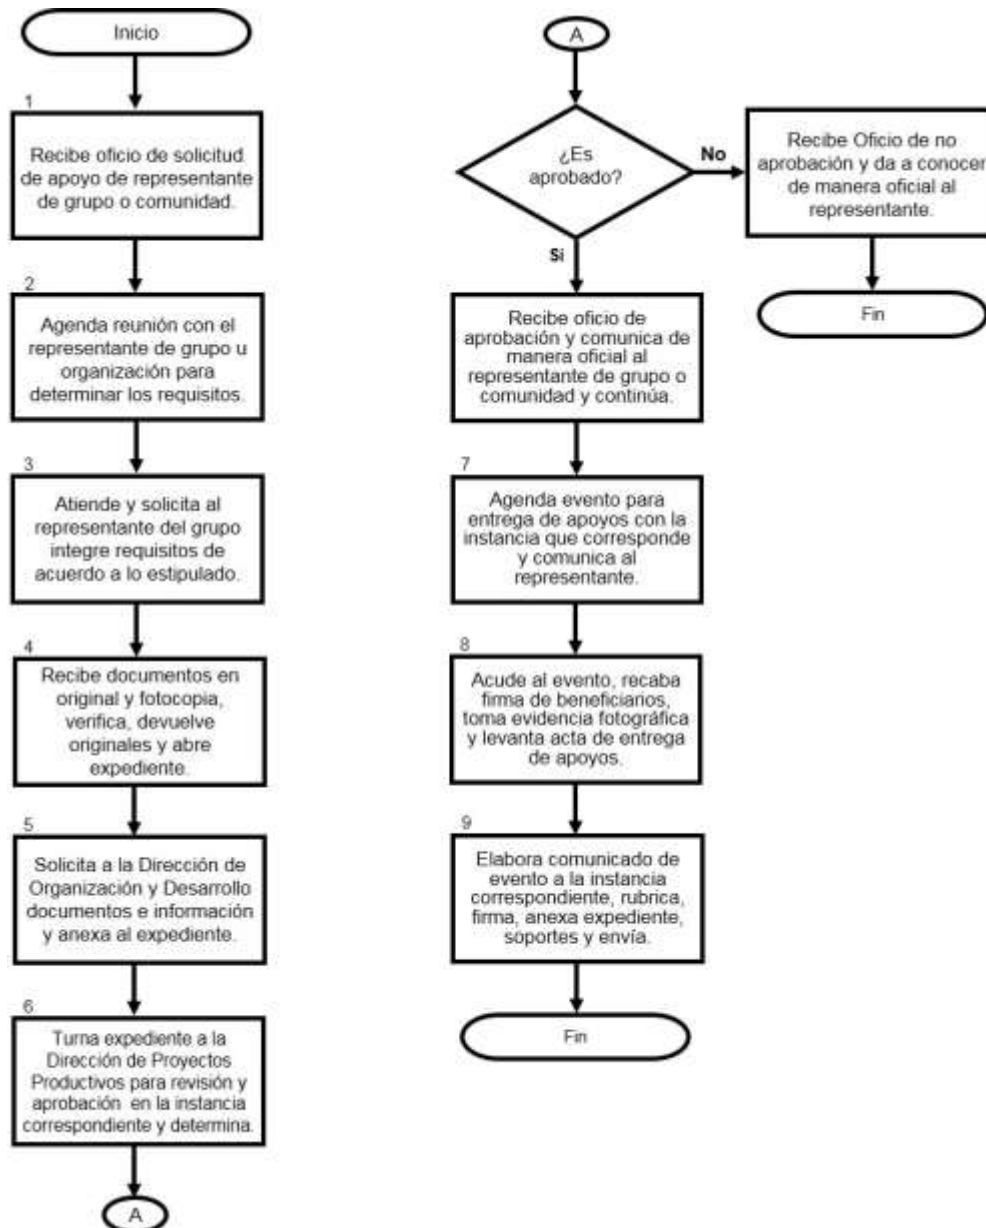 Inicio
1
Recibe oficio de solicitud
de apoyo de representante
de grupo o comunidad.
2
Agenda reunión con el
representante de grupo u
organización para
determinar los requisitos.
3
Atiende y solicita al
representante del grupo
integre requisitos de
acuerdo a lo estipulado.
4
Recibe documentos en
original y fotocopia,
verifica, devuelve
originales y abre
expediente.
5
Solicita a la Dirección de
Organización y Desarrollo
documentos e información
y anexa al expediente.
6
Turna expediente a la
Dirección de Proyectos
Productivos para revisión y
aprobación en la instancia
correspondiente y determina.
A
A
¿Es
aprobado?
No
Recibe Oficio de no
aprobación y da a conocer
de manera oficial al
representante.
Fin
Si
Recibe oficio de
aprobación y comunica de
manera oficial al
representante de grupo o
comunidad y continúa.
7
Agenda evento para
entrega de apoyos con la
instancia que corresponde
y comunica al
representante.
8
Acude al evento, recaba
firma de beneficiarios,
toma evidencia fotográfica
y levanta acta de entrega
de apoyos.
9
Elabora comunicado de
evento a la instancia
correspondiente, rubrica,
firma, anexa expediente,
soportes y envía.
Fin